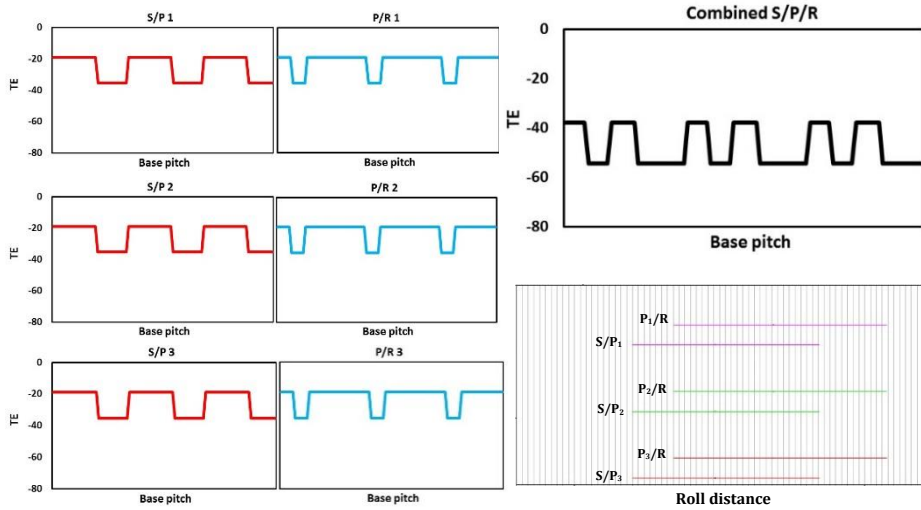 S/P 1
0
-20
-40
-60
-80
TE
Base pitch
P/R 1
Base pitch
S/P 2
0
-20
-40
-60
-80
TE
Base pitch
P/R 2
Base pitch
S/P 3
0
-20
-40
-60
-80
TE
Base pitch
P/R 3
Base pitch
Combined S/P/R
0
-20
-40
-60
-80
TE
Base pitch
P₁/R
S/P₁
P₂/R
S/P₂
P₃/R
S/P₃
Roll distance